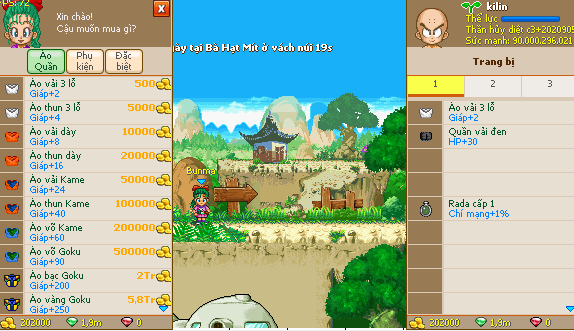 Xin chào!
Cậu muốn mua gì?
Áo Quần
Phụ kiện
Đặc biệt
Áo vải 3 lỗ 500
Giáp+2
Áo thun 3 lỗ 5000
Giáp+4
Áo vải dày 10000
Giáp+8
Áo thun dày 20000
Giáp+16
Áo vải Kame 50000
Giáp+24
Áo thun Kame 100000
Giáp+40
Áo võ Kame 200000
Giáp+60
Áo võ Goku 500000
Giáp+90
Áo bạc Goku 2Tr
Giáp+200
Áo vàng Goku 5,8Tr
Giáp+250
202000 1,9m 0
tại Bà Hạt Mít ở vách núi 19s
Bunma
kilin
Thể lực
Thần hủy diệt c3+2020905
Sức mạnh: 90.000.296.021
Trang bị
1 2 3
Áo vải 3 lỗ
Giáp+2
Quần vải đen
HP+30
Rada cấp 1
Chí mạng+1%
202000 1,9m 0